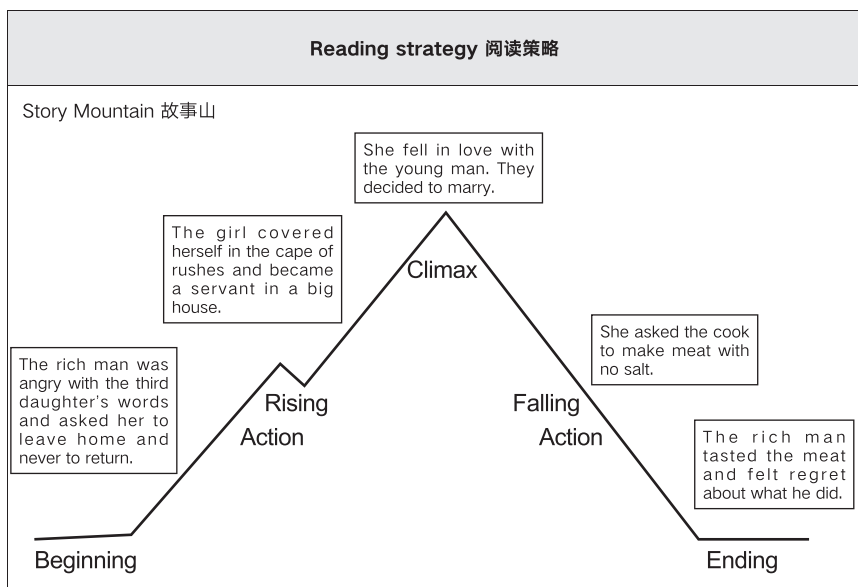 Reading strategy 阅读策略
Story Mountain 故事山
She fell in love with
the young man. They
decided to marry.
The girl covered
herself in the cape of
rushes and became
a servant in a big
house.
Climax
She asked the cook
to make meat with
no salt.
The rich man was
angry with the third
daughter's words
and asked her to
leave home and
never to return.
Rising
Action
Falling
Action
The rich man
tasted the meat
and felt regret
about what he did.
Beginning
Ending